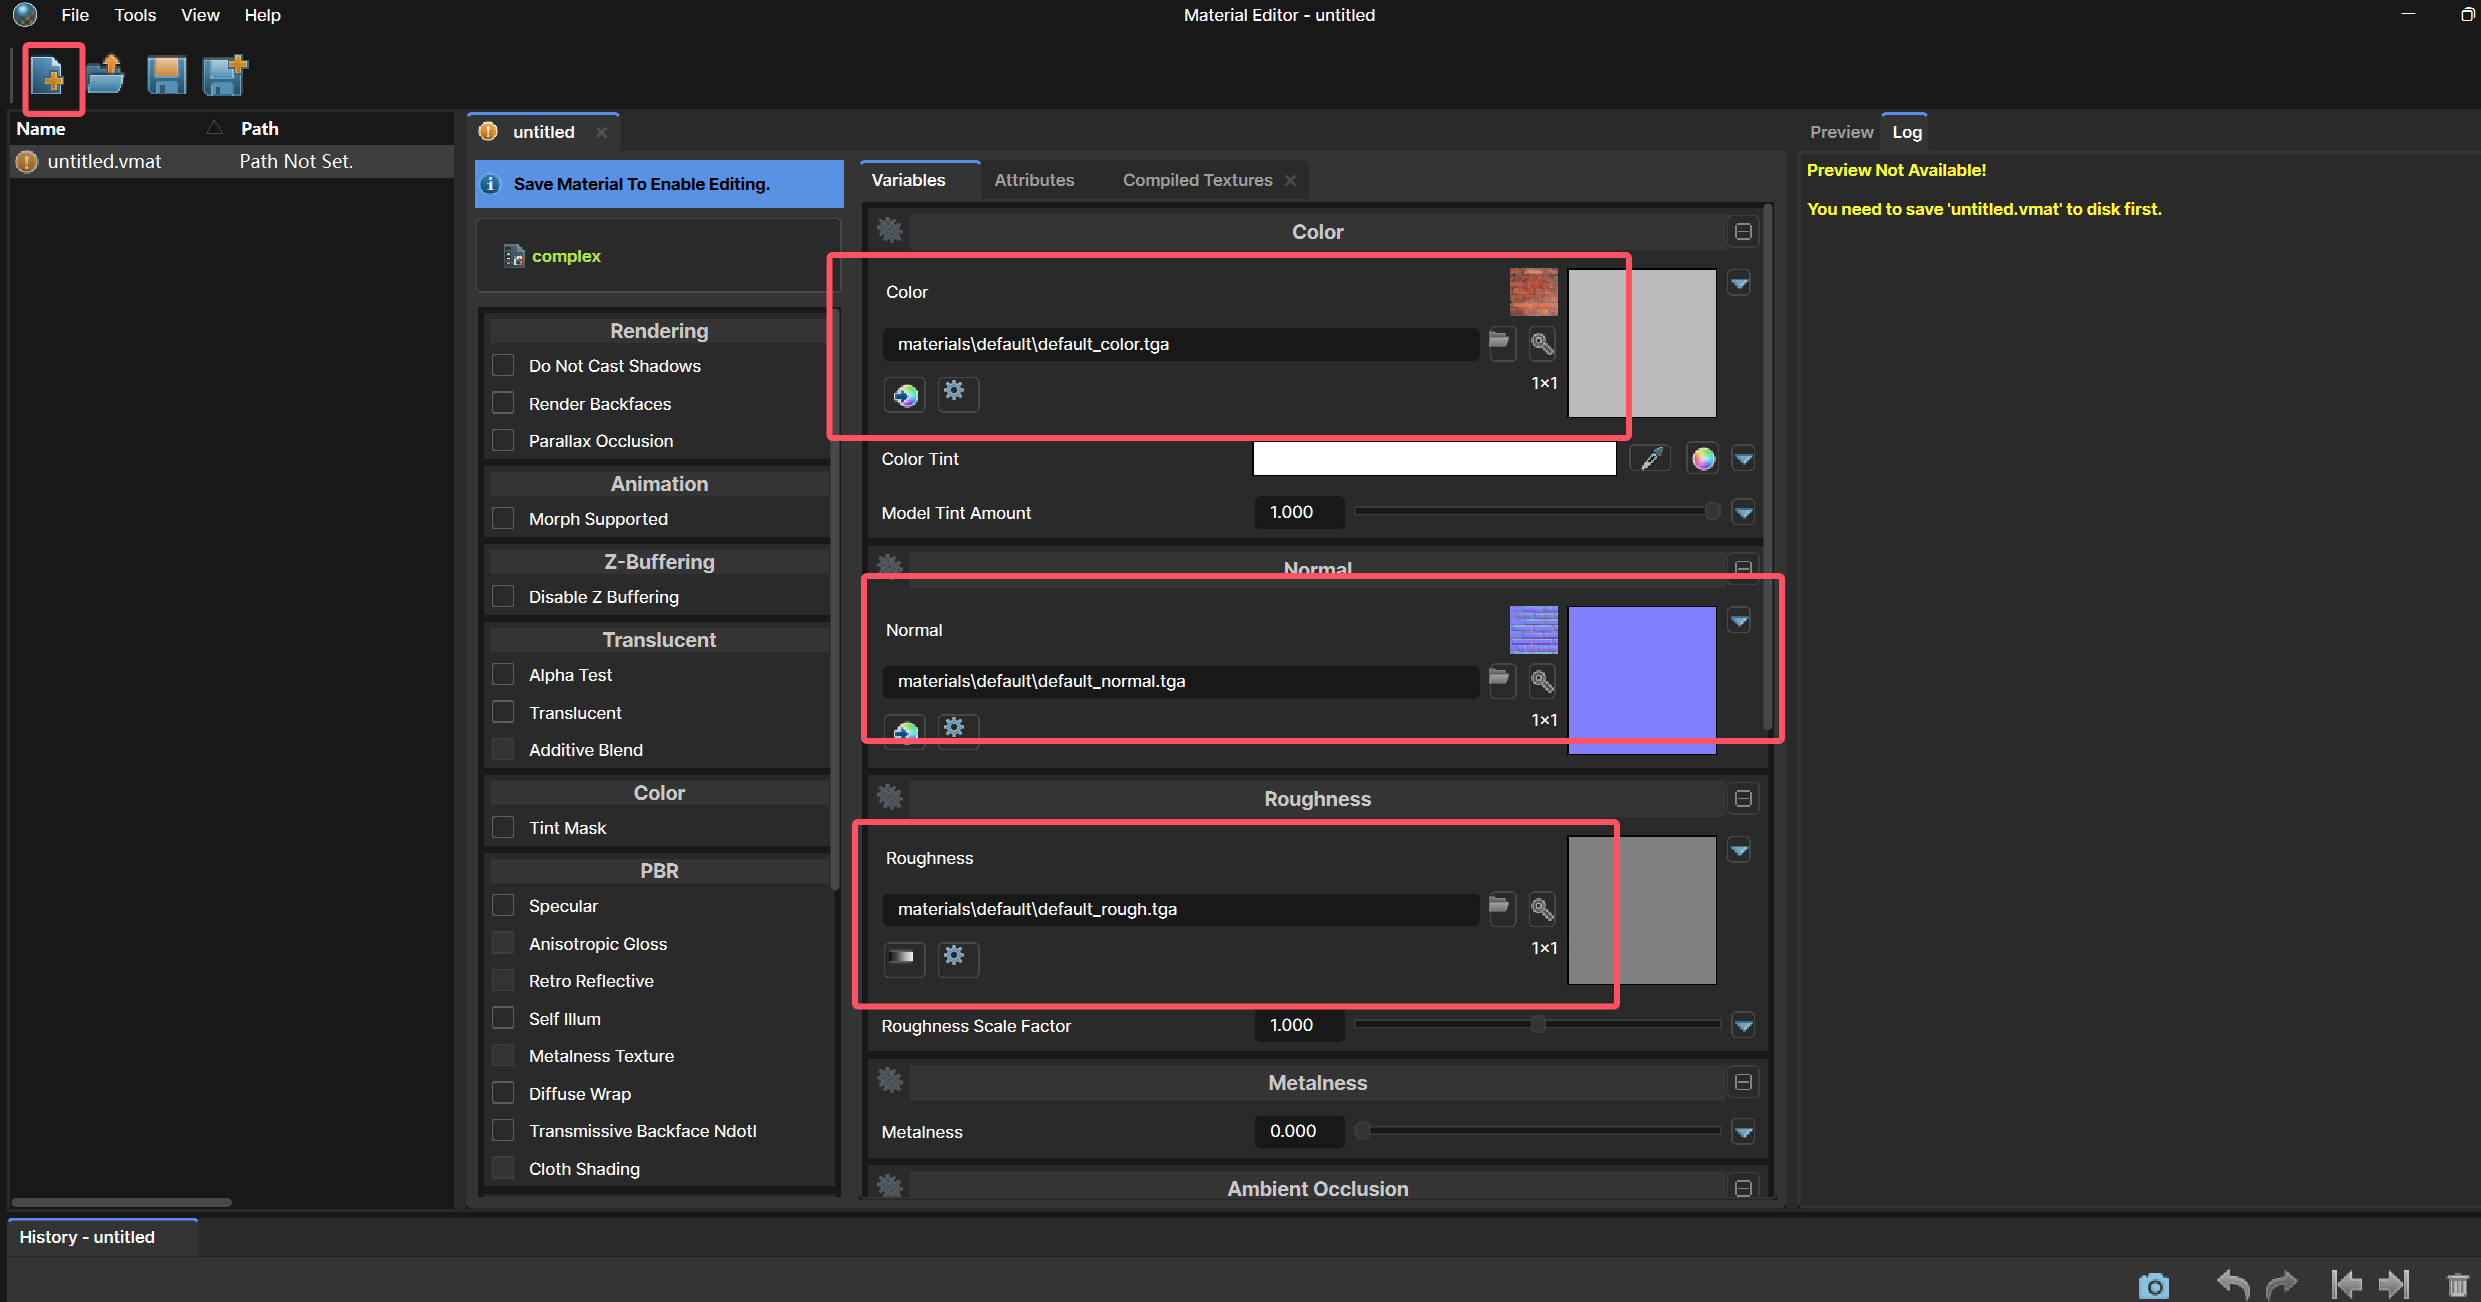 File Tools View Help
Material Editor - untitled
Name Path
untitled.vmat Path Not Set.
untitled
Save Material To Enable Editing.
complex
Rendering
Do Not Cast Shadows
Render Backfaces
Parallax Occlusion
Animation
Morph Supported
Z-Buffering
Disable Z Buffering
Translucent
Alpha Test
Translucent
Additive Blend
Color
Tint Mask
PBR
Specular
Anisotropic Gloss
Retro Reflective
Self Illum
Metalness Texture
Diffuse Wrap
Transmissive Backface Ndotl
Cloth Shading
Variables Attributes Compiled Textures
Color
Color
materials\default\default_color.tga
1×1
Color Tint
Model Tint Amount 1.000
Normal
Normal
materials\default\default_normal.tga
1×1
Roughness
Roughness
materials\default\default_rough.tga
1×1
Roughness Scale Factor 1.000
Metalness
Metalness 0.000
Ambient Occlusion
Preview Log
Preview Not Available!
You need to save 'untitled.vmat' to disk first.
History - untitled